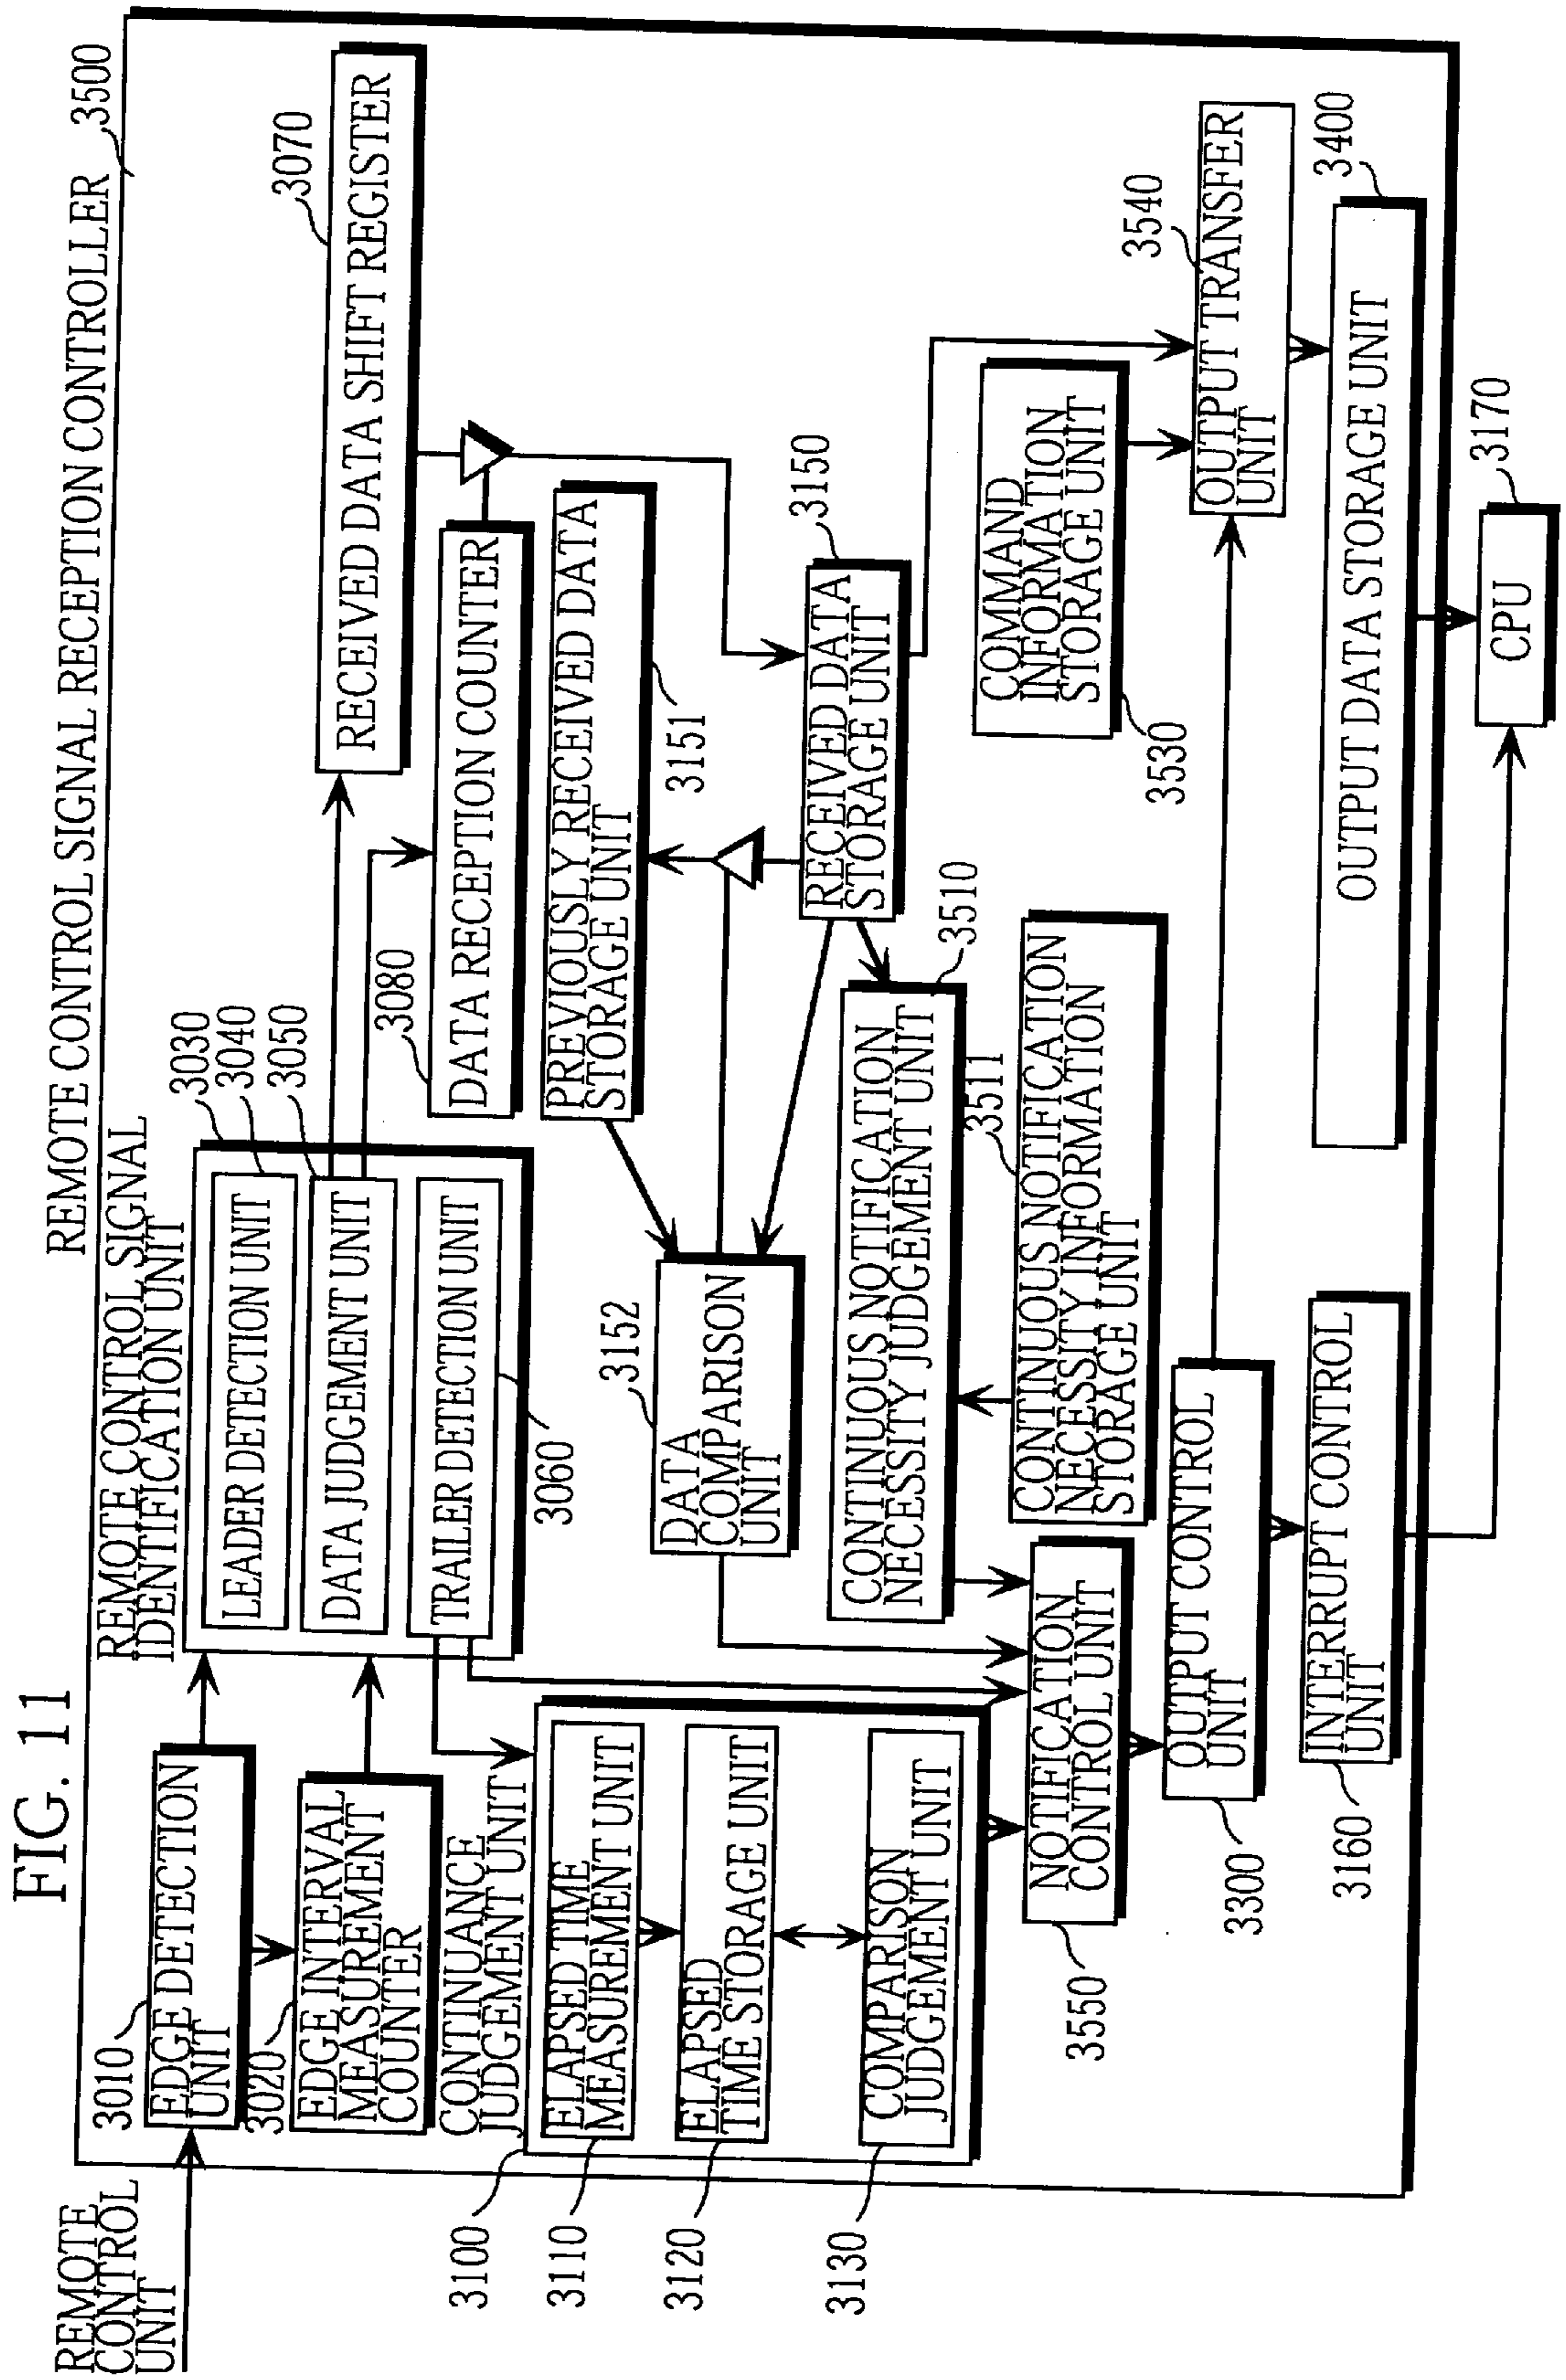 FIG. 11
REMOTE CONTROL SIGNAL RECEPTION CONTROLLER
3500
REMOTE
CONTROL
UNIT
3010
EDGE DETECTION
UNIT
3020
EDGE INTERVAL
MEASUREMENT
COUNTER
REMOTE CONTROL SIGNAL
IDENTIFICATION UNIT
3030
3040
3050
LEADER DETECTION UNIT
DATA JUDGEMENT UNIT
TRAILER DETECTION UNIT
3060
3070
RECEIVED DATA SHIFT REGISTER
3080
DATA RECEPTION COUNTER
PREVIOUSLY RECEIVED DATA
STORAGE UNIT
3151
CONTINUANCE
JUDGEMENT UNIT
3100
ELAPSED TIME
MEASUREMENT UNIT
3110
ELAPSED
TIME STORAGE UNIT
3120
COMPARISON
JUDGEMENT UNIT
3130
3152
DATA
COMPARISON
UNIT
3150
RECEIVED DATA
STORAGE UNIT
3510
CONTINUOUS NOTIFICATION
NECESSITY JUDGEMENT UNIT
3511
CONTINUOUS NOTIFICATION
NECESSITY INFORMATION
STORAGE UNIT
COMMAND
INFORMATION
STORAGE UNIT
3530
NOTIFICATION
CONTROL UNIT
3550
OUTPUT CONTROL
UNIT
3300
3540
OUTPUT TRANSFER
UNIT
INTERRUPT CONTROL
UNIT
3160
3400
OUTPUT DATA STORAGE UNIT
3170
CPU